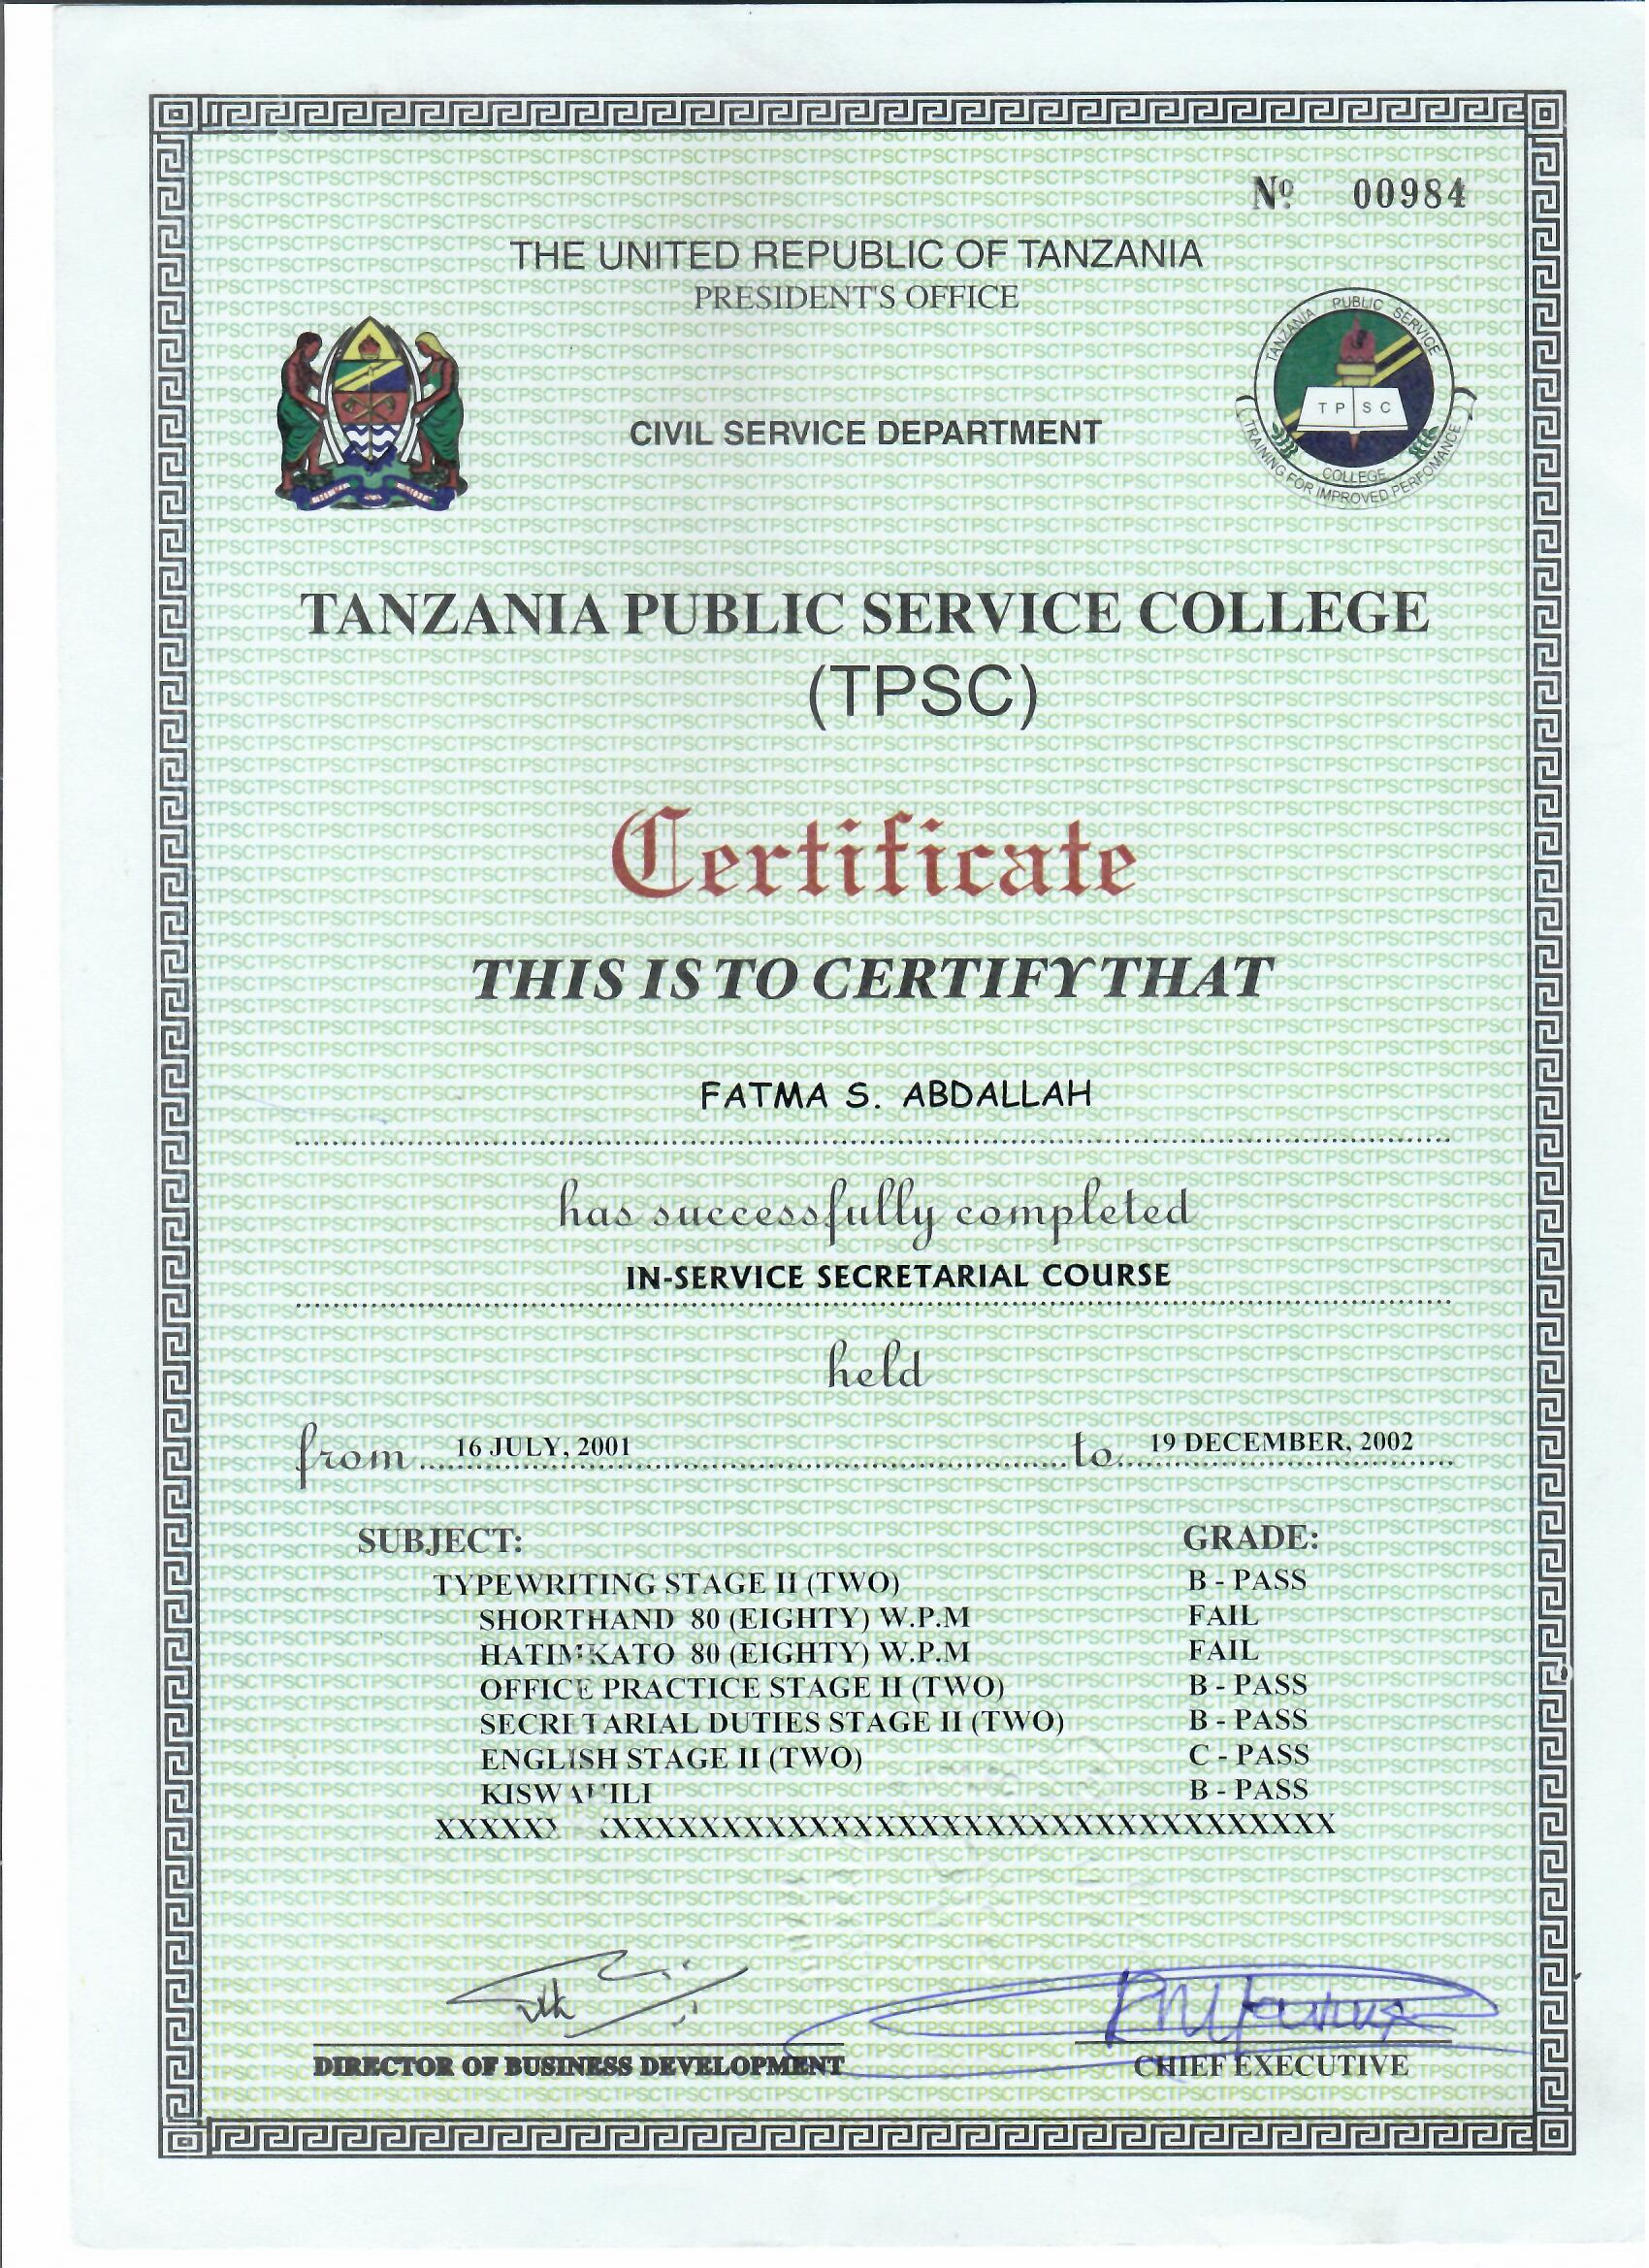 Nº 00984
THE UNITED REPUBLIC OF TANZANIA
PRESIDENT'S OFFICE
TANZANIA PUBLIC SERVICE
T P S C
COLLEGE
TRAINING FOR IMPROVED PERFOMANCE
CIVIL SERVICE DEPARTMENT
TANZANIA PUBLIC SERVICE COLLEGE
(TPSC)
Certificate
THIS IS TO CERTIFY THAT
FATMA S. ABDALLAH
has successfully completed
IN-SERVICE SECRETARIAL COURSE
held
from 16 JULY, 2001 to 19 DECEMBER, 2002
SUBJECT: GRADE:
TYPEWRITING STAGE II (TWO) B - PASS
SHORTHAND 80 (EIGHTY) W.P.M FAIL
HATIMKATO 80 (EIGHTY) W.P.M FAIL
OFFICE PRACTICE STAGE II (TWO) B - PASS
SECRETARIAL DUTIES STAGE II (TWO) B - PASS
ENGLISH STAGE II (TWO) C - PASS
KISWAHILI B - PASS
DIRECTOR OF BUSINESS DEVELOPMENT CHIEF EXECUTIVE